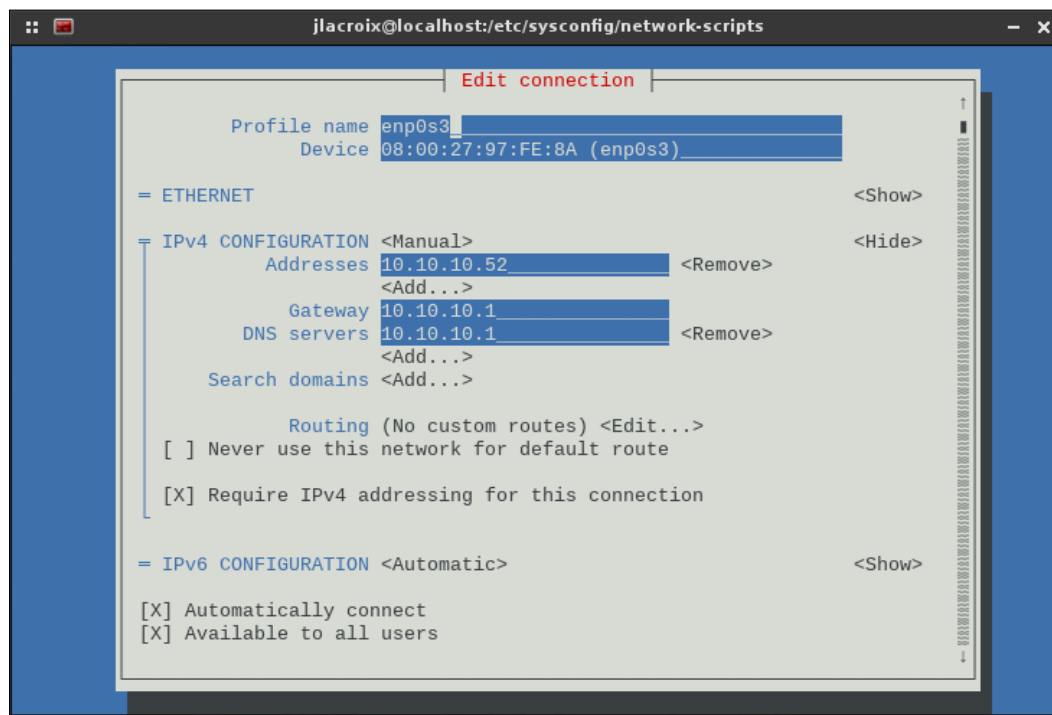 jlacroix@localhost:/etc/sysconfig/network-scripts
Edit connection
Profile name enp0s3_
Device 08:00:27:97:FE:8A (enp0s3)_
═ ETHERNET <Show>
IPv4 CONFIGURATION <Manual> <Hide>
Addresses 10.10.10.52 <Remove>
<Add...>
Gateway 10.10.10.1
DNS servers 10.10.10.1 <Remove>
<Add...>
Search domains <Add...>
Routing (No custom routes) <Edit...>
[ ] Never use this network for default route
[X] Require IPv4 addressing for this connection
═ IPv6 CONFIGURATION <Automatic> <Show>
[X] Automatically connect
[X] Available to all users